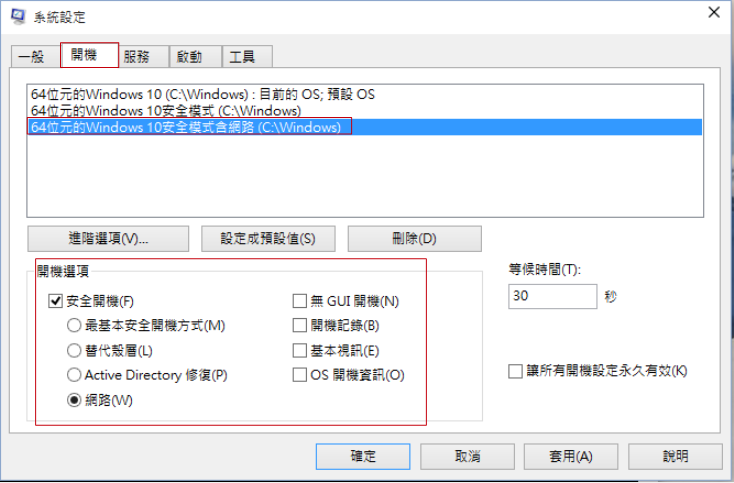 系統設定
一般 開機 服務 啟動 工具
64位元的Windows 10 (C:\Windows) : 目前的 OS; 預設 OS
64位元的Windows 10安全模式 (C:\Windows)
64位元的Windows 10安全模式含網路 (C:\Windows)
進階選項(V)... 設定成預設值(S) 刪除(D)
開機選項 等候時間(T):
安全開機(F) 無 GUI 開機(N) 30 秒
最基本安全開機方式(M) 開機記錄(B)
替代殼層(L) 基本視訊(E)
Active Directory 修復(P) OS 開機資訊(O) 讓所有開機設定永久有效(K)
網路(W)
確定 取消 套用(A) 說明